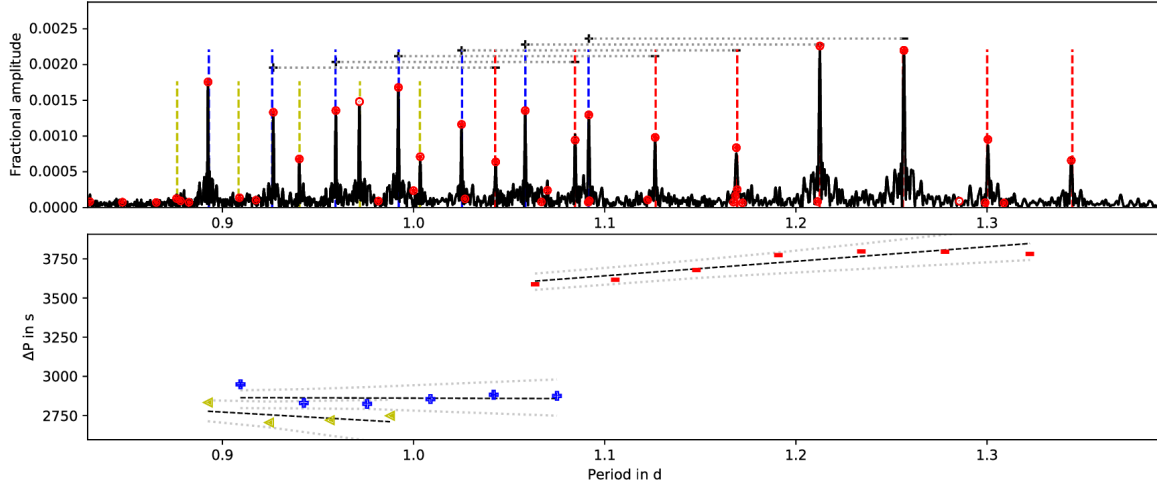 Fractional amplitude
0.0025
0.0020
0.0015
0.0010
0.0005
0.0000
0.9 1.0 1.1 1.2 1.3
ΔP in s
3750
3500
3250
3000
2750
0.9 1.0 1.1 1.2 1.3
Period in d